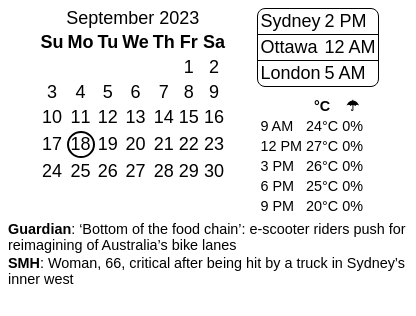 September 2023
Su Mo Tu We Th Fr Sa
1 2
3 4 5 6 7 8 9
10 11 12 13 14 15 16
17 18 19 20 21 22 23
24 25 26 27 28 29 30
Sydney 2 PM
Ottawa 12 AM
London 5 AM
°C ☂
9 AM 24°C 0%
12 PM 27°C 0%
3 PM 26°C 0%
6 PM 25°C 0%
9 PM 20°C 0%
Guardian: ‘Bottom of the food chain’: e-scooter riders push for
reimagining of Australia’s bike lanes
SMH: Woman, 66, critical after being hit by a truck in Sydney’s
inner west